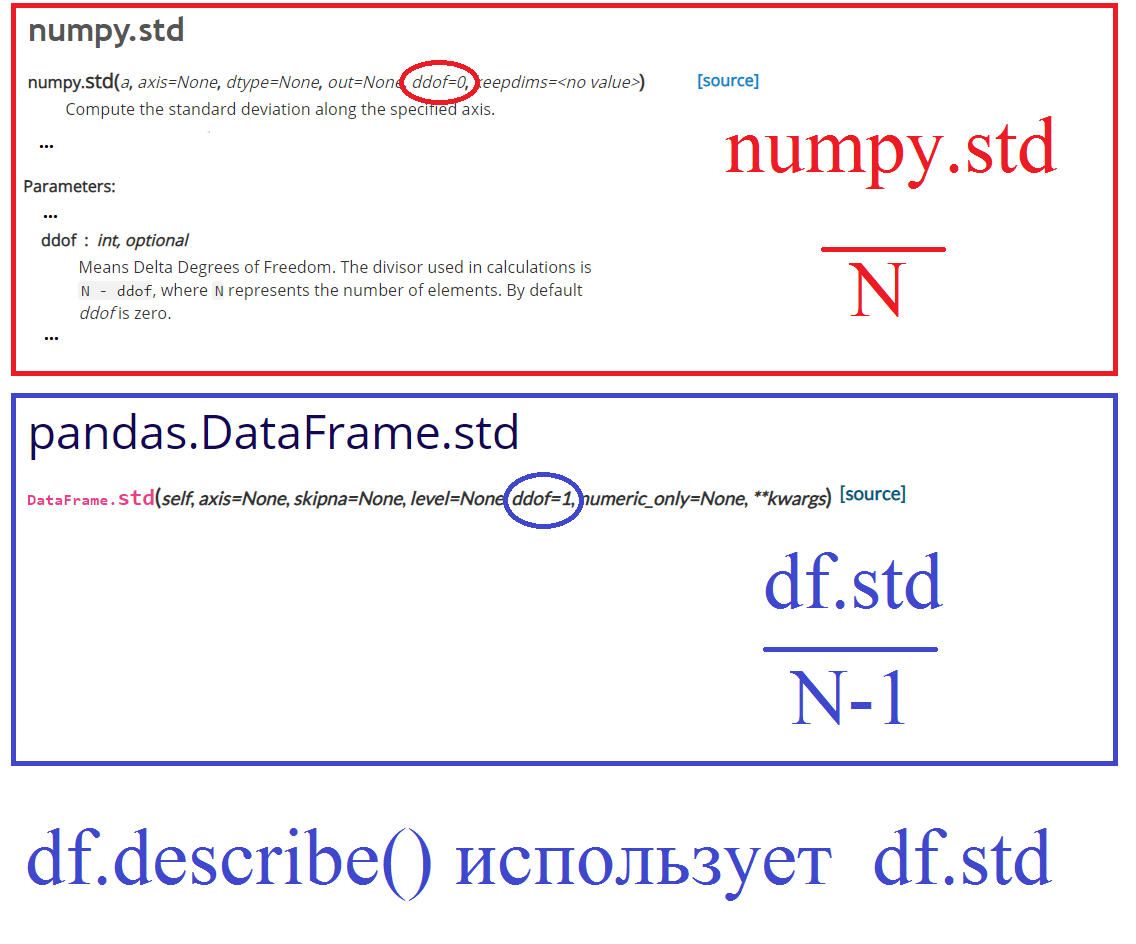 numpy.std
numpy.std(a, axis=None, dtype=None, out=None, ddof=0, keepdims=<no value>) [source]
Compute the standard deviation along the specified axis.
...
numpy.std
Parameters:
...
ddof : int, optional
Means Delta Degrees of Freedom. The divisor used in calculations is
N - ddof, where N represents the number of elements. By default
ddof is zero.
...
N
pandas.DataFrame.std
DataFrame.std(self, axis=None, skipna=None, level=None, ddof=1, numeric_only=None, **kwargs) [source]
df.std
N-1
df.describe() использует df.std